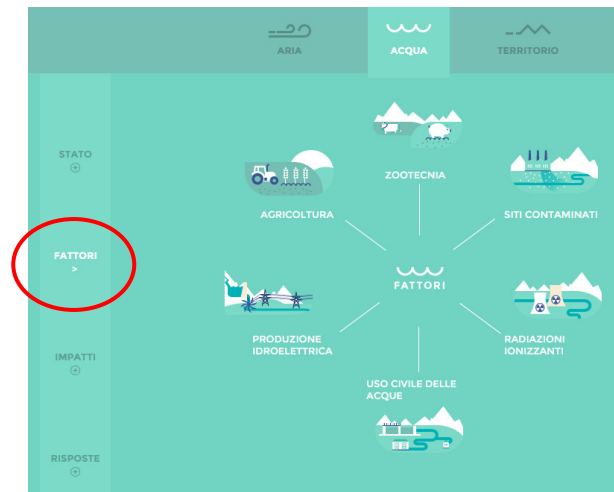 ARIA
ACQUA
TERRITORIO
STATO
FATTORI
>
IMPATTI
RISPOSTE
ZOOTECNIA
AGRICOLTURA
SITI CONTAMINATI
FATTORI
PRODUZIONE
IDROELETTRICA
RADIAZIONI
IONIZZANTI
USO CIVILE DELLE
ACQUE